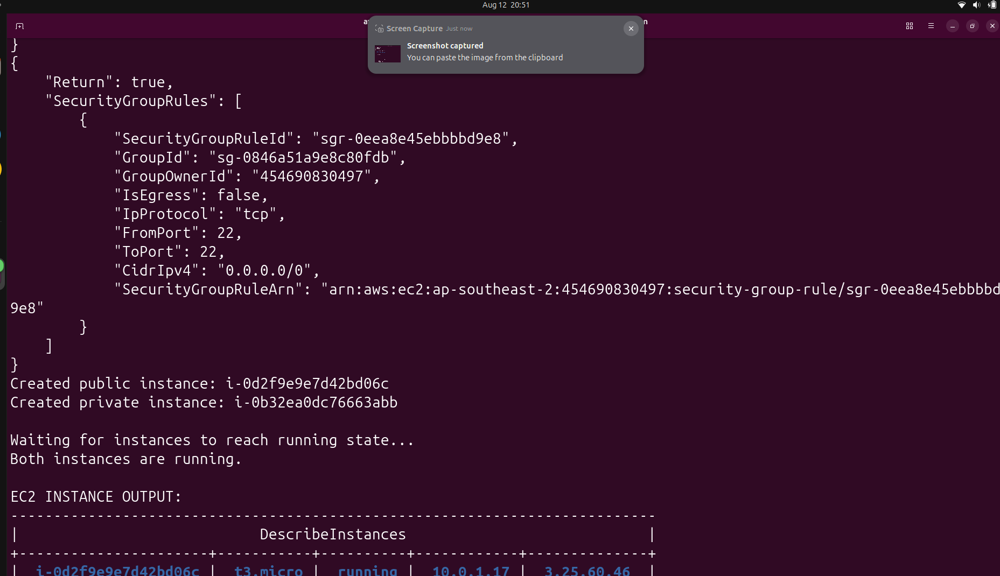 Aug 12 20:51
Screen Capture Just now
Screenshot captured
You can paste the image from the clipboard
}
{
    "Return": true,
    "SecurityGroupRules": [
        {
            "SecurityGroupRuleId": "sgr-0eea8e45ebbbbd9e8",
            "GroupId": "sg-0846a51a9e8c80fdb",
            "GroupOwnerId": "454690830497",
            "IsEgress": false,
            "IpProtocol": "tcp",
            "FromPort": 22,
            "ToPort": 22,
            "CidrIpv4": "0.0.0.0/0",
            "SecurityGroupRuleArn": "arn:aws:ec2:ap-southeast-2:454690830497:security-group-rule/sgr-0eea8e45ebbbbd
9e8"
        }
    ]
}
Created public instance: i-0d2f9e9e7d42bd06c
Created private instance: i-0b32ea0dc76663abb
Waiting for instances to reach running state...
Both instances are running.
EC2 INSTANCE OUTPUT:
---------------------------------------------------------------------------
|                            DescribeInstances                            |
+----------------------+-----------+----------+------------+--------------+
|  i-0d2f9e9e7d42bd06c |  t3.micro |  running |  10.0.1.17 |  3.25.60.46  |